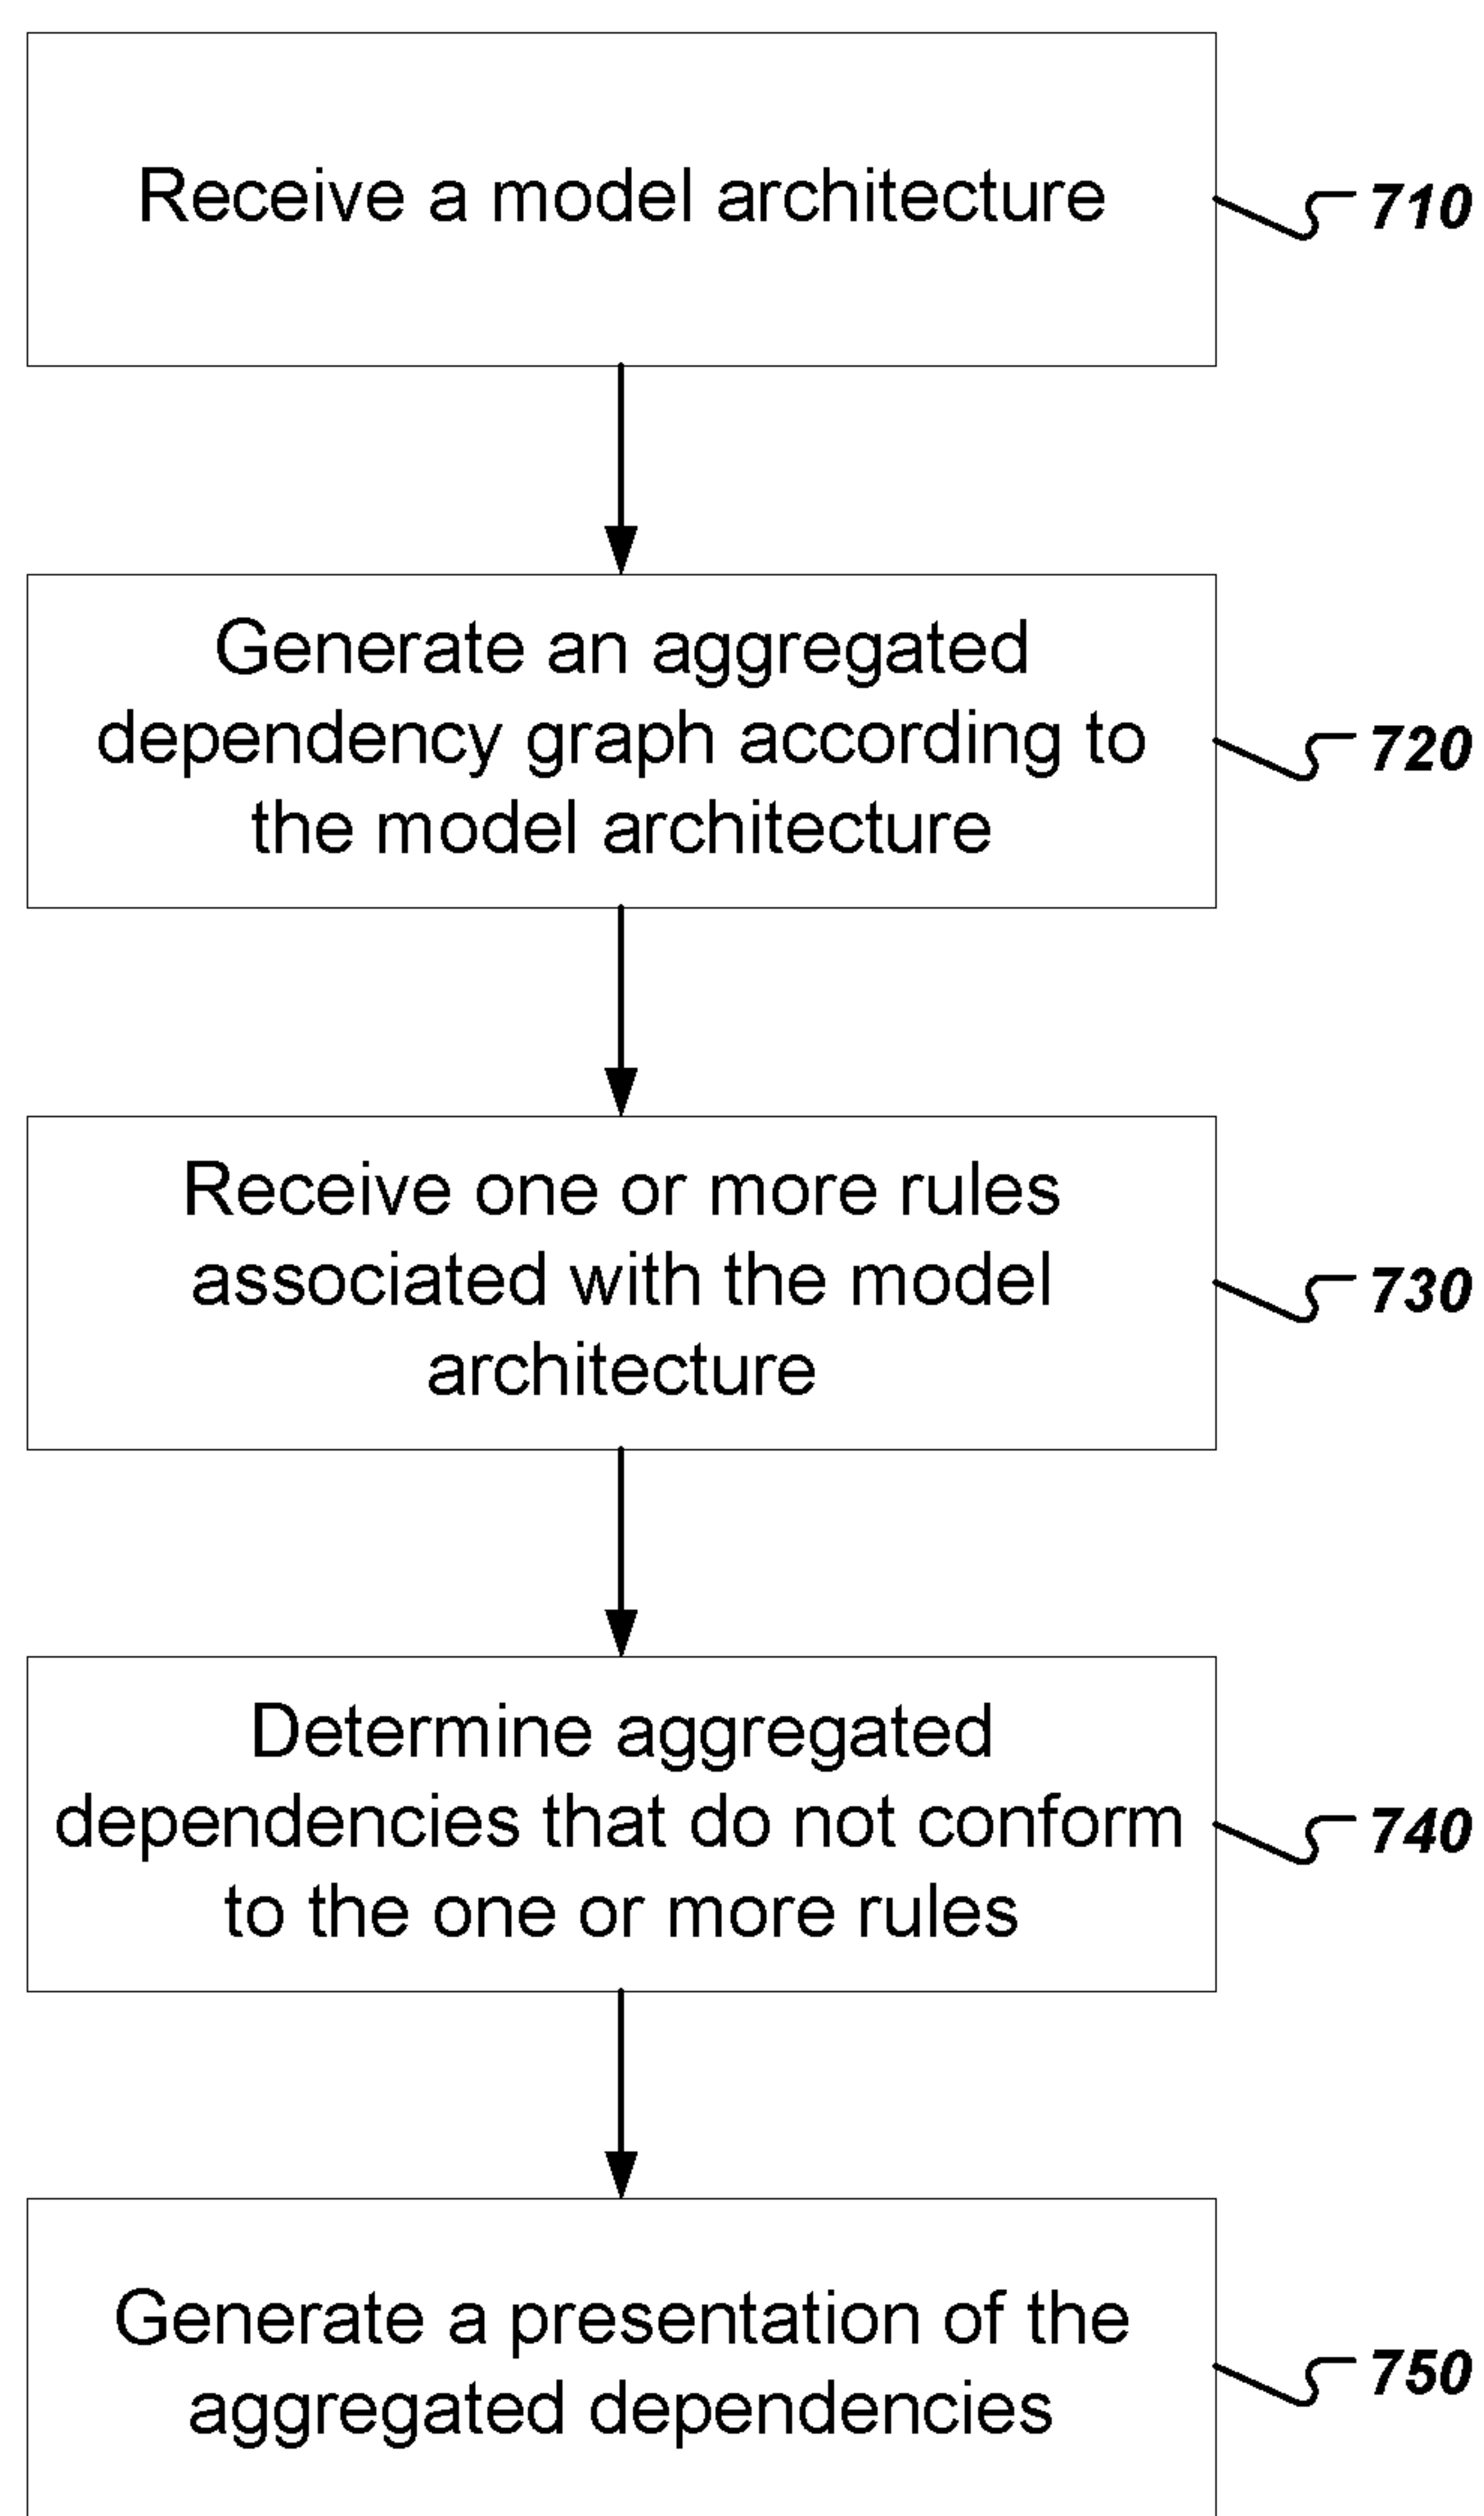 Receive a model architecture
710
Generate an aggregated
dependency graph according to
the model architecture
720
Receive one or more rules
associated with the model
architecture
730
Determine aggregated
dependencies that do not conform
to the one or more rules
740
Generate a presentation of the
aggregated dependencies
750